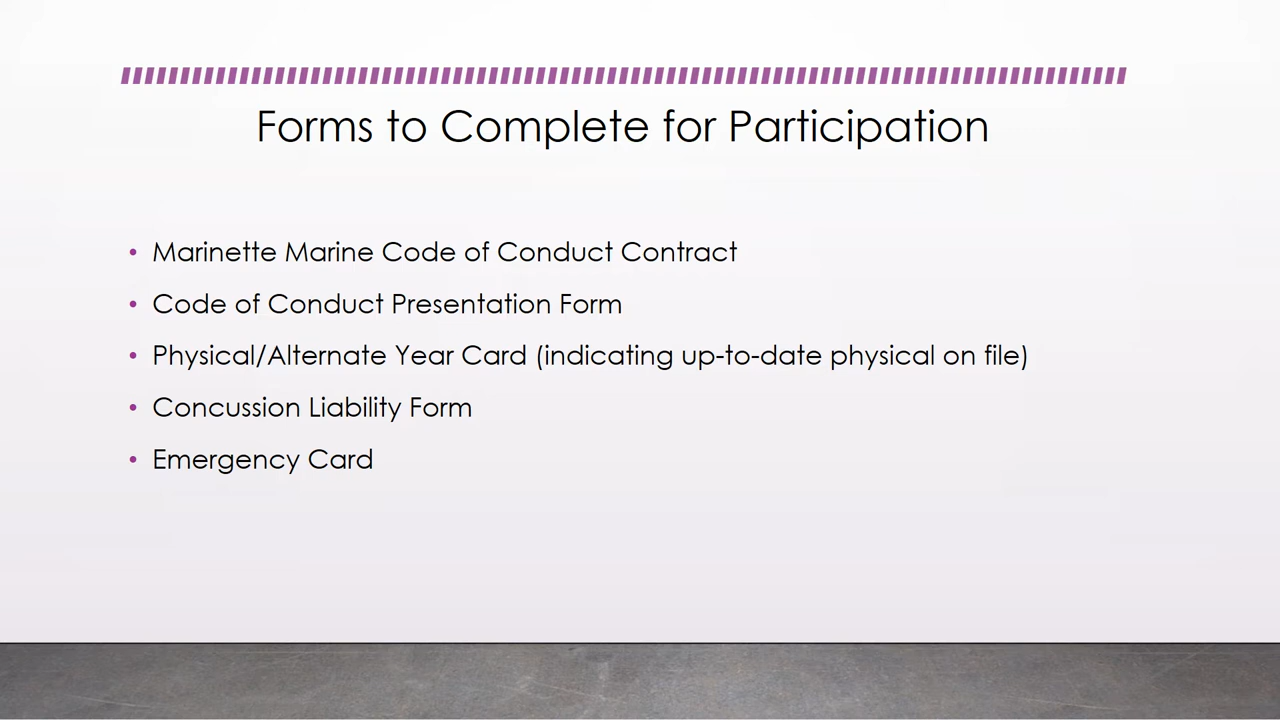 Forms to Complete for Participation
• Marinette Marine Code of Conduct Contract
• Code of Conduct Presentation Form
• Physical/Alternate Year Card (indicating up-to-date physical on file)
• Concussion Liability Form
• Emergency Card